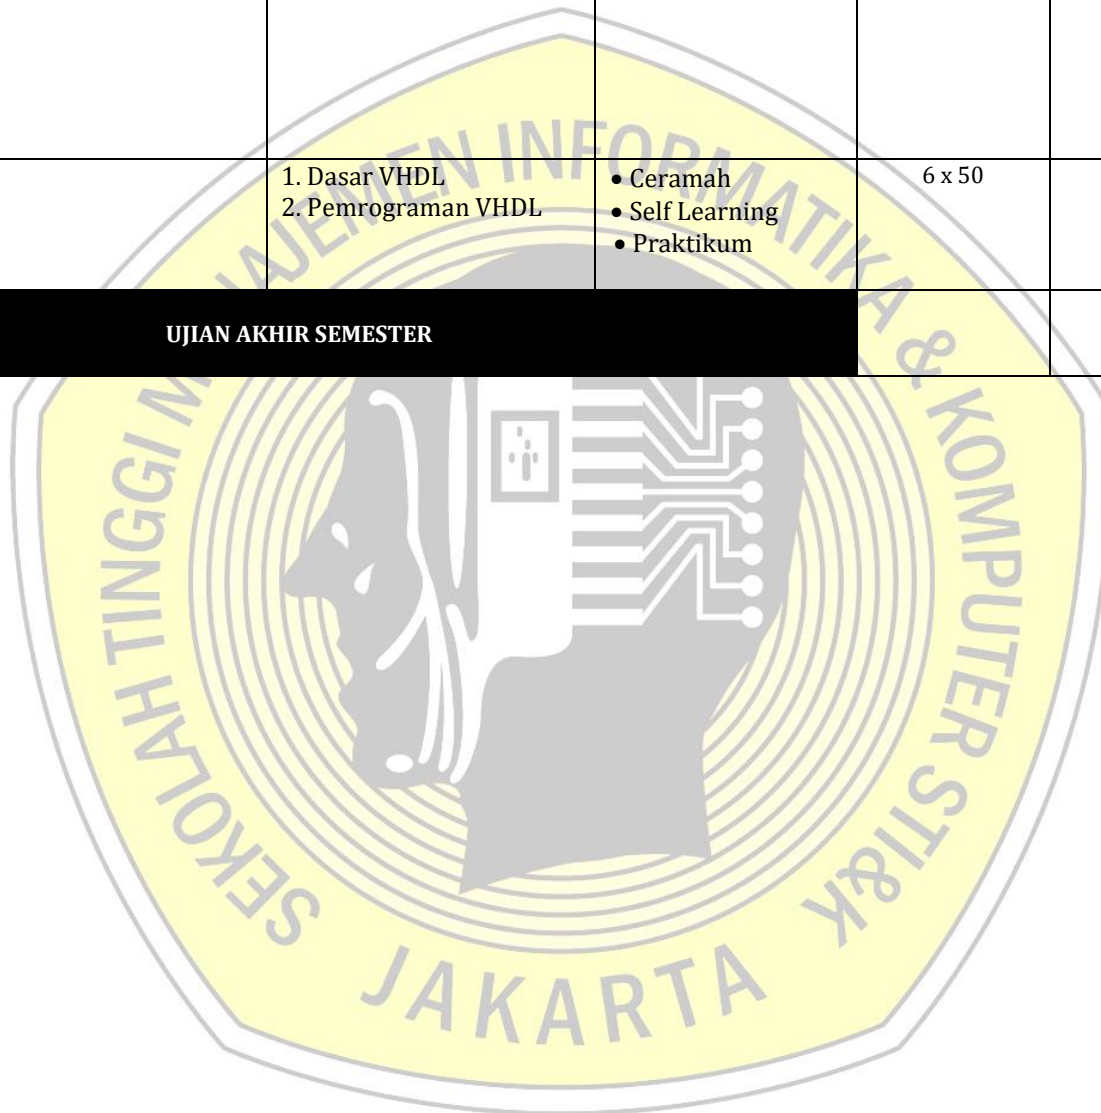 1. Dasar VHDL
2. Pemrograman VHDL
• Ceramah
• Self Learning
• Praktikum
6 x 50
UJIAN AKHIR SEMESTER
SEKOLAH TINGGI MANAJEMEN INFORMATIKA & KOMPUTER STI&K
JAKARTA